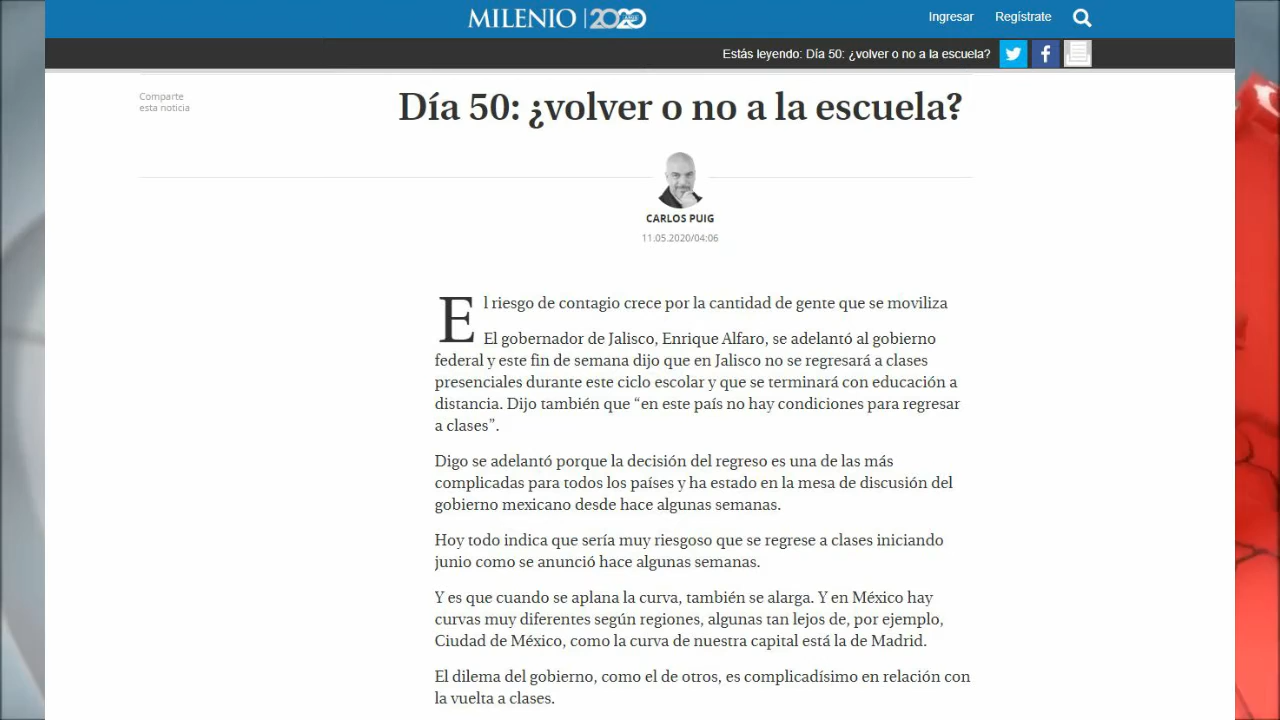 MILENIO 2020
Ingresar Regístrate
Estás leyendo: Día 50: ¿volver o no a la escuela?
Comparte
esta noticia
Día 50: ¿volver o no a la escuela?
CARLOS PUIG
11.05.2020/04:06
El riesgo de contagio crece por la cantidad de gente que se moviliza
El gobernador de Jalisco, Enrique Alfaro, se adelantó al gobierno
federal y este fin de semana dijo que en Jalisco no se regresará a clases
presenciales durante este ciclo escolar y que se terminará con educación a
distancia. Dijo también que “en este país no hay condiciones para regresar
a clases”.
Digo se adelantó porque la decisión del regreso es una de las más
complicadas para todos los países y ha estado en la mesa de discusión del
gobierno mexicano desde hace algunas semanas.
Hoy todo indica que sería muy riesgoso que se regrese a clases iniciando
junio como se anunció hace algunas semanas.
Y es que cuando se aplana la curva, también se alarga. Y en México hay
curvas muy diferentes según regiones, algunas tan lejos de, por ejemplo,
Ciudad de México, como la curva de nuestra capital está la de Madrid.
El dilema del gobierno, como el de otros, es complicadísimo en relación con
la vuelta a clases.